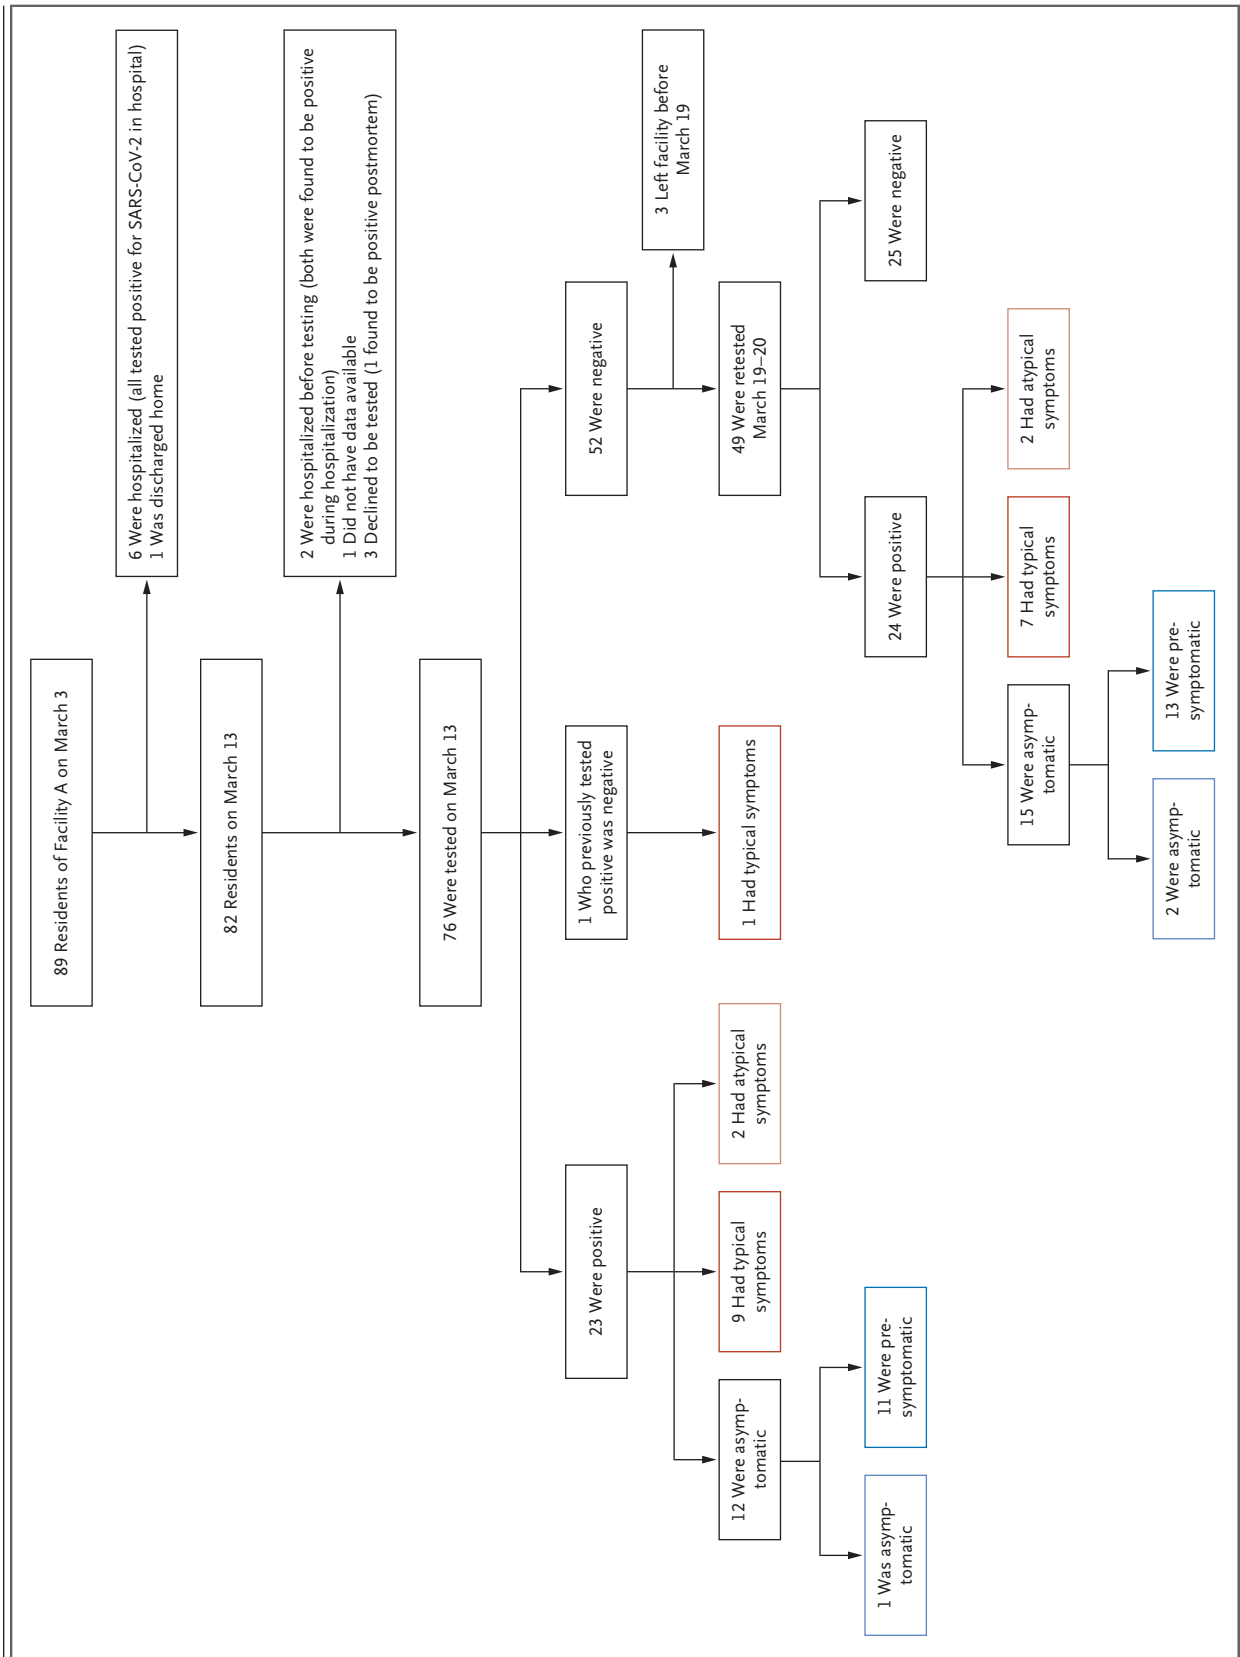 89 Residents of Facility A on March 3
6 Were hospitalized (all tested positive for SARS-CoV-2 in hospital)
1 Was discharged home
82 Residents on March 13
2 Were hospitalized before testing (both were found to be positive
during hospitalization)
1 Did not have data available
3 Declined to be tested (1 found to be positive postmortem)
76 Were tested on March 13
23 Were positive
1 Who previously tested
positive was negative
52 Were negative
3 Left facility before
March 19
12 Were asymp-
tomatic
9 Had typical
symptoms
2 Had atypical
symptoms
1 Had typical symptoms
49 Were retested
March 19–20
1 Was asymp-
tomatic
11 Were pre-
symptomatic
24 Were positive
25 Were negative
15 Were asymp-
tomatic
7 Had typical
symptoms
2 Had atypical
symptoms
2 Were asymp-
tomatic
13 Were pre-
symptomatic